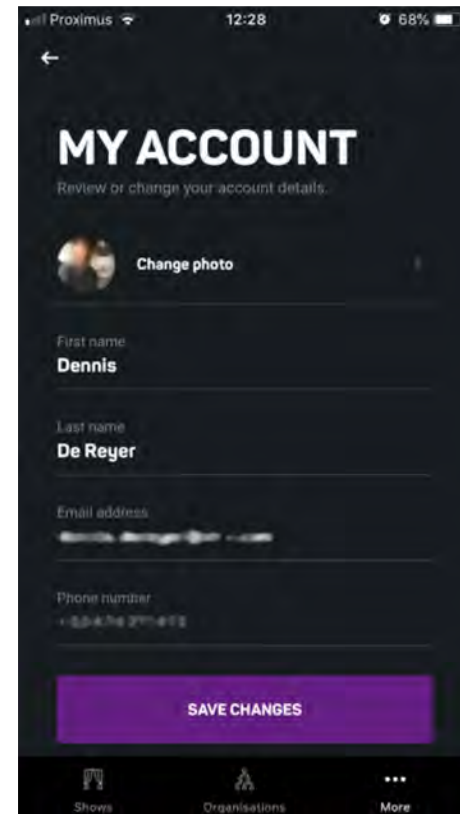 Proximus 12:28 68%
MY ACCOUNT
Review or change your account details.
Change photo
First name
Dennis
Last name
De Reyer
Email address
Phone number
SAVE CHANGES
Shows Organisations More